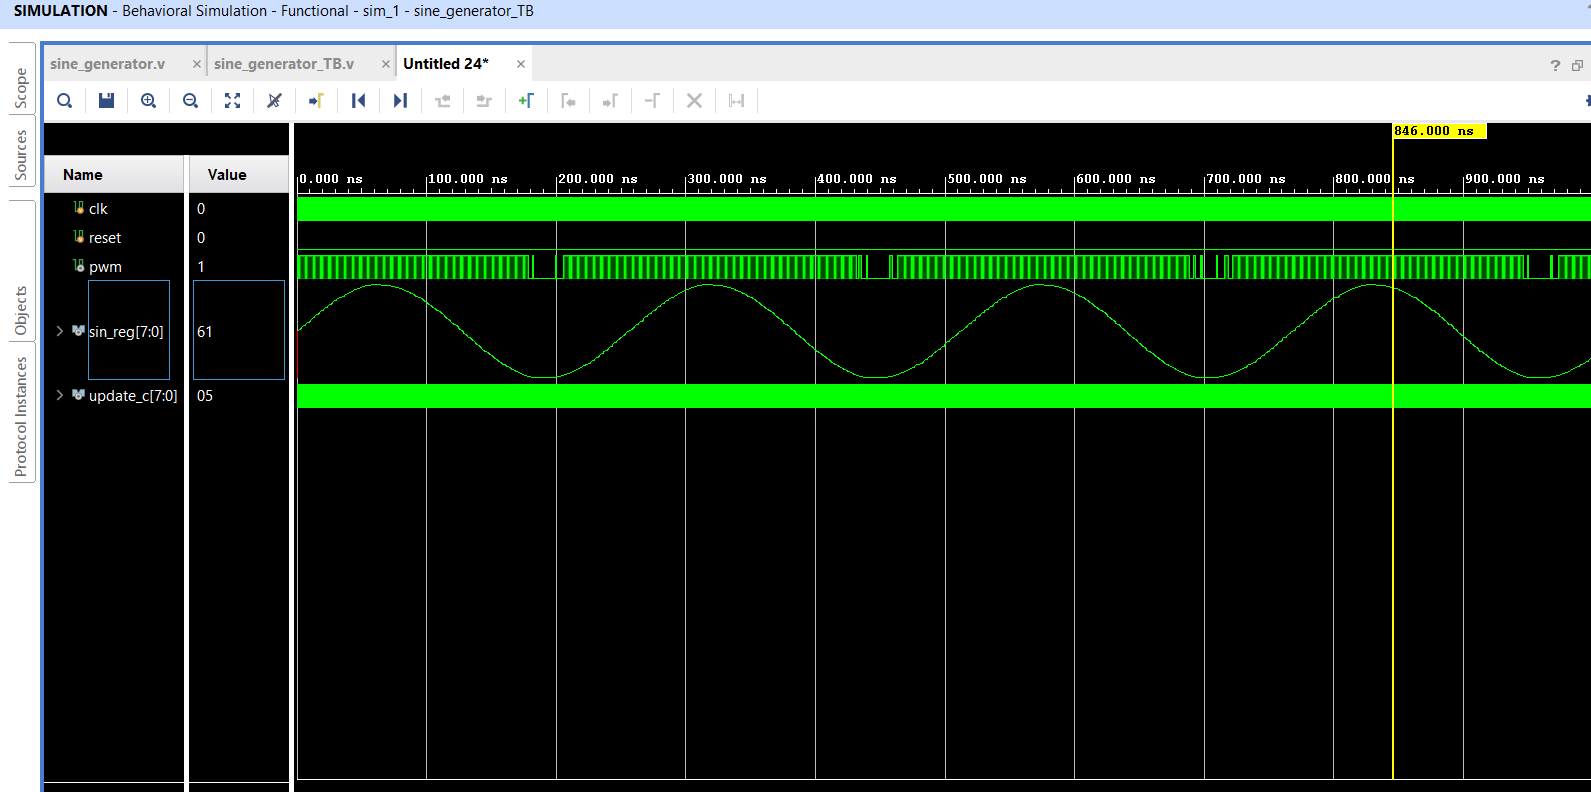 SIMULATION - Behavioral Simulation - Functional - sim_1 - sine_generator_TB
Scope
Sources
Objects
Protocol Instances
sine_generator.v × sine_generator_TB.v × Untitled 24* ×
?
846.000 ns
Name Value
0.000 ns 100.000 ns 200.000 ns 300.000 ns 400.000 ns 500.000 ns 600.000 ns 700.000 ns 800.000 ns 900.000 ns
clk 0
reset 0
pwm 1
sin_reg[7:0] 61
update_c[7:0] 05